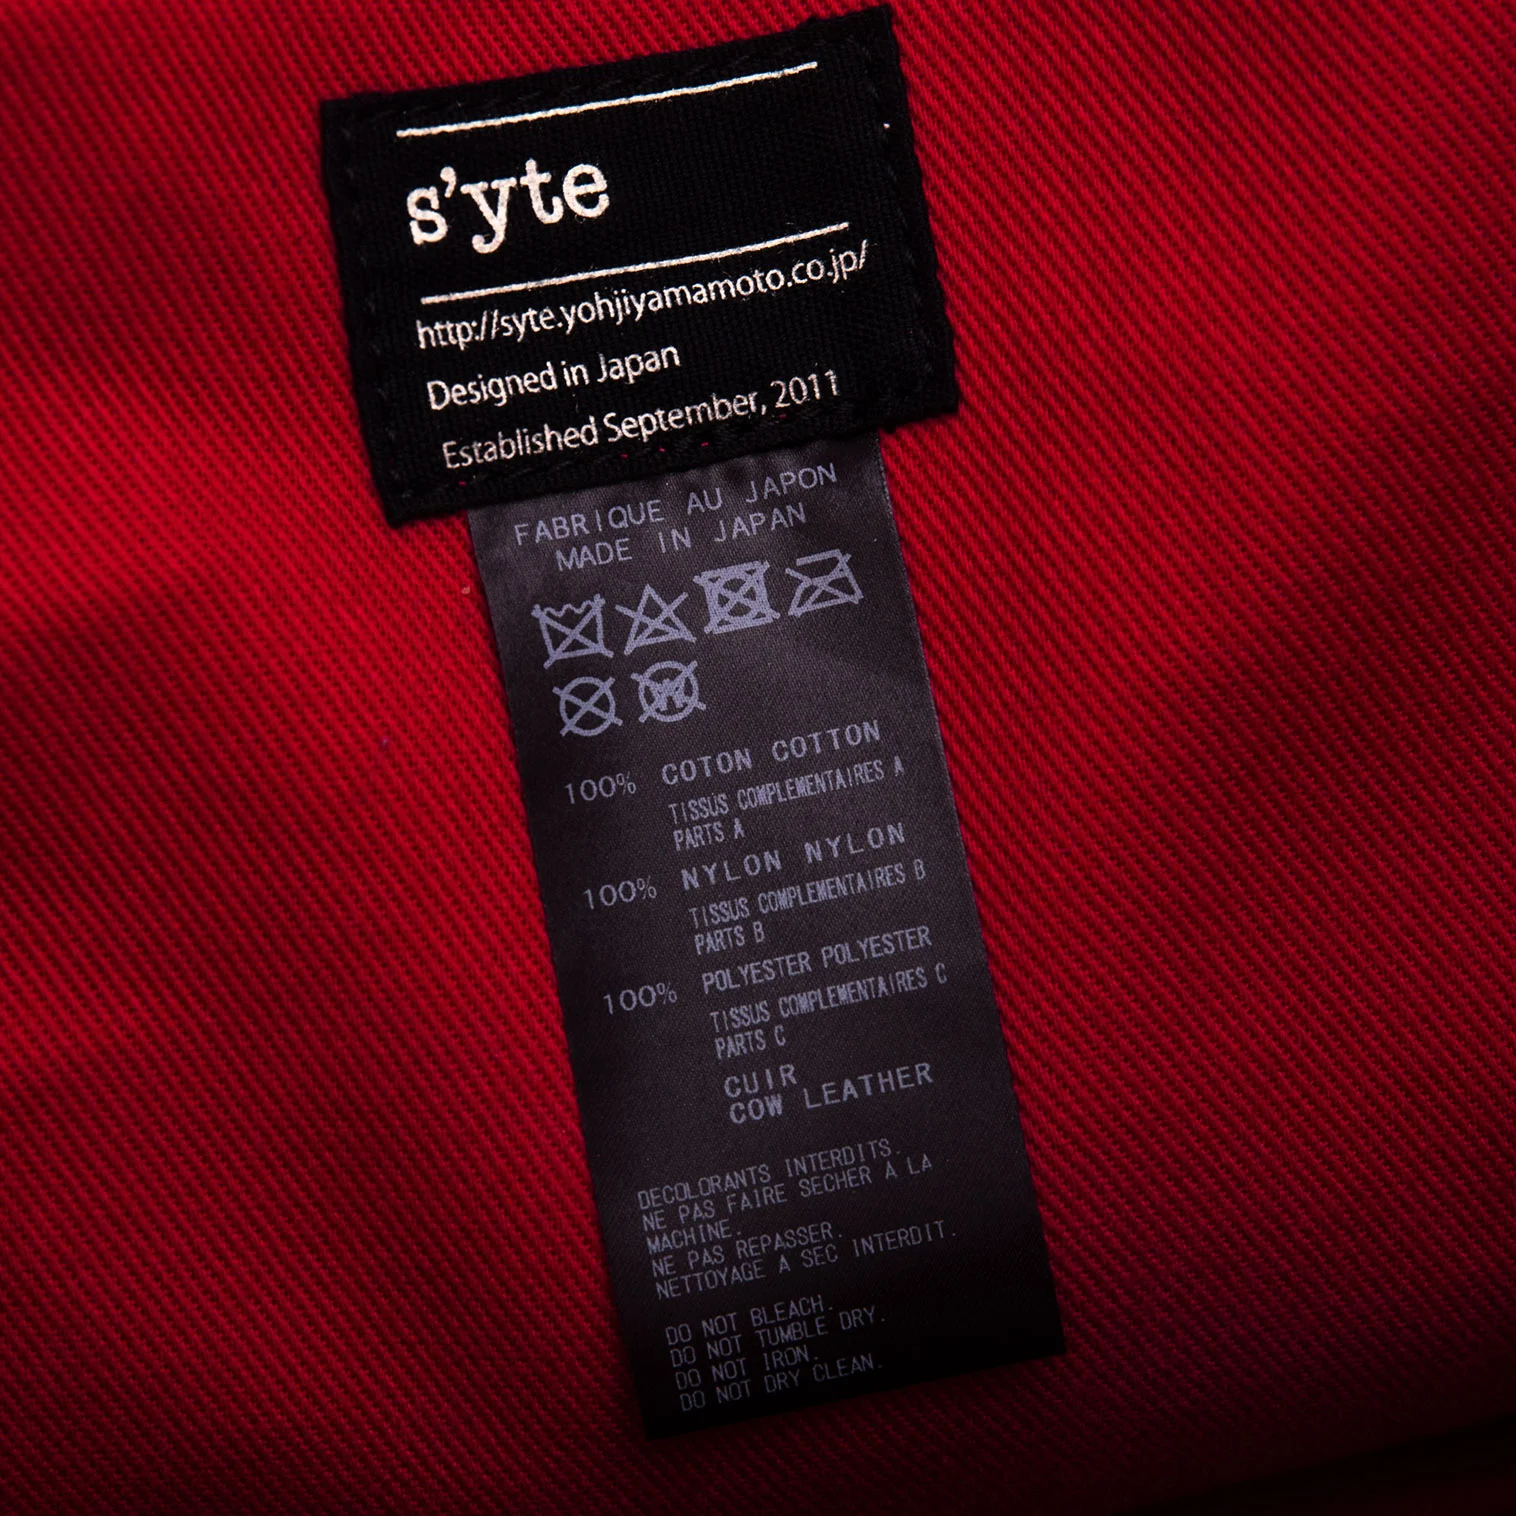 s'yte
http://syte.yohjiyamamoto.co.jp/
Designed in Japan
Established September, 2011
FABRIQUE AU JAPON
MADE IN JAPAN
W
100% COTON COTTON
TISSUS COMPLEMENTAIRES A
PARTS A
100% NYLON NYLON
TISSUS COMPLEMENTAIRES B
PARTS B
100% POLYESTER POLYESTER
TISSUS COMPLEMENTAIRES C
PARTS C
CUIR
COW LEATHER
DECOLORANTS INTERDITS.
NE PAS FAIRE SECHER A LA
MACHINE.
NE PAS REPASSER.
NETTOYAGE A SEC INTERDIT.
DO NOT BLEACH.
DO NOT TUMBLE DRY.
DO NOT IRON.
DO NOT DRY CLEAN.